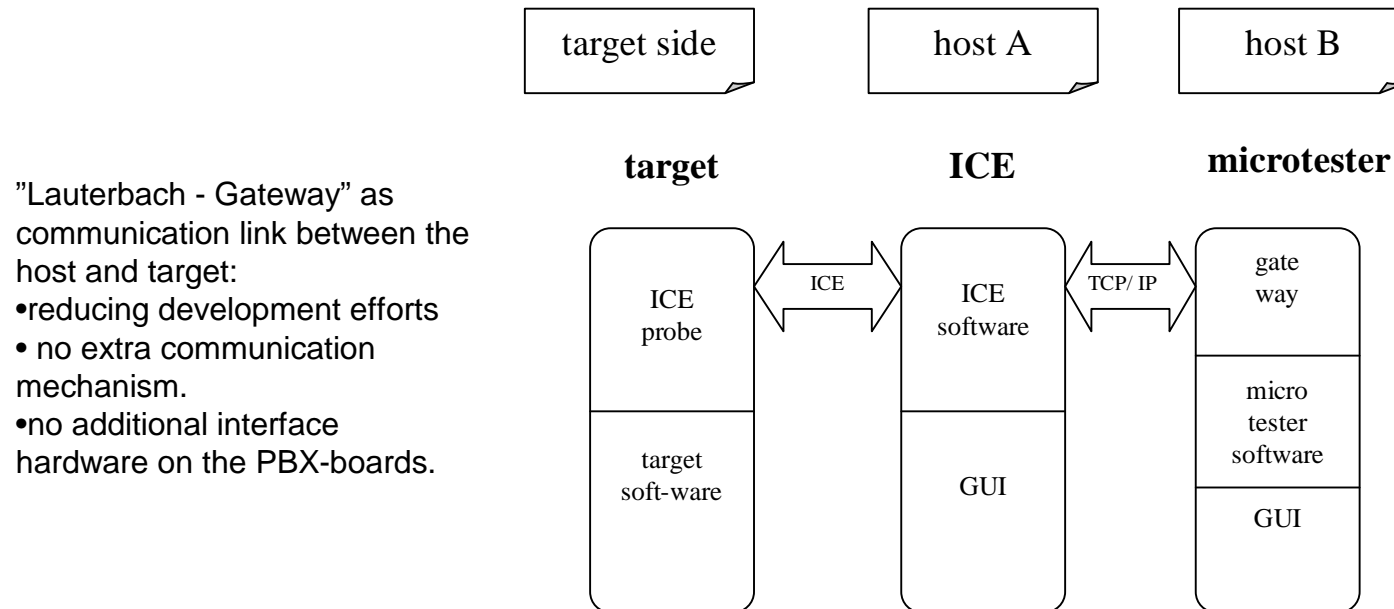 target side
host A
host B
target
ICE
microtester
”Lauterbach - Gateway” as
communication link between the
host and target:
•reducing development efforts
• no extra communication
mechanism.
•no additional interface
hardware on the PBX-boards.
ICE
probe
target
soft-ware
ICE
ICE
software
GUI
TCP/ IP
gate
way
micro
tester
software
GUI